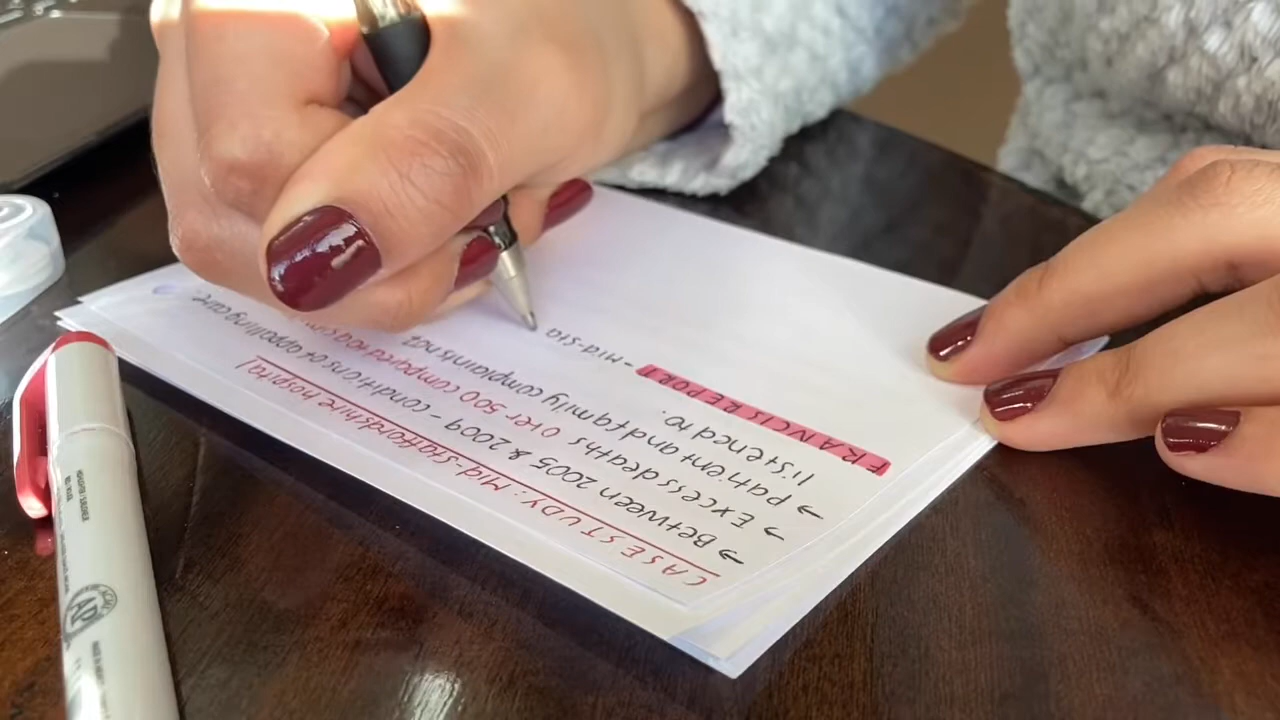 CASE STUDY: Mid-Staffordshire hospital
→ Between 2005 & 2009 - conditions of appalling care.
→ Excess deaths over 500 compared
→ patient and family complaints not
listened to.
FRANCIS REPORT - Mid-Sta
AP